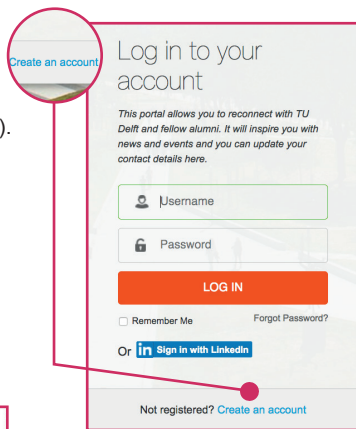 Create an account
).
Log in to your
account
This portal allows you to reconnect with TU
Delft and fellow alumni. It will inspire you with
news and events and you can update your
contact details here.
Username
Password
LOG IN
Remember Me Forgot Password?
Or in Sign in with LinkedIn
Not registered? Create an account